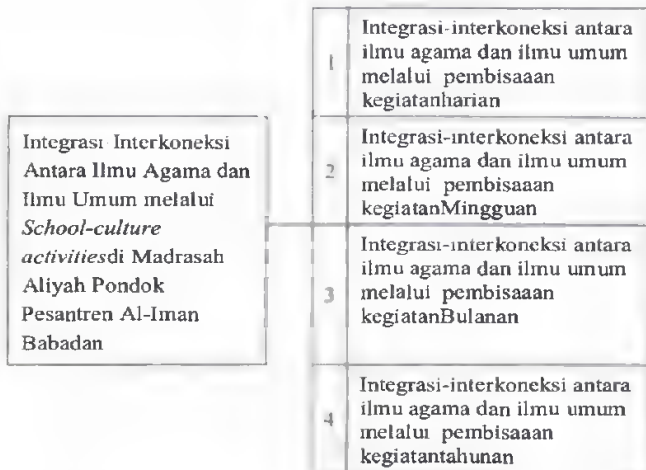 Integrasi Interkoneksi
Antara Ilmu Agama dan
Ilmu Umum melalui
School-culture
activitiesdi Madrasah
Aliyah Pondok
Pesantren Al-Iman
Babadan
1
Integrasi-interkoneksi antara
ilmu agama dan ilmu umum
melalui pembisaaan
kegiatanharian
2
Integrasi-interkoneksi antara
ilmu agama dan ilmu umum
melalui pembisaaan
kegiatanMingguan
3
Integrasi-interkoneksi antara
ilmu agama dan ilmu umum
melalui pembisaaan
kegiatanBulanan
4
Integrasi-interkoneksi antara
ilmu agama dan ilmu umum
melalui pembisaaan
kegiatantahunan